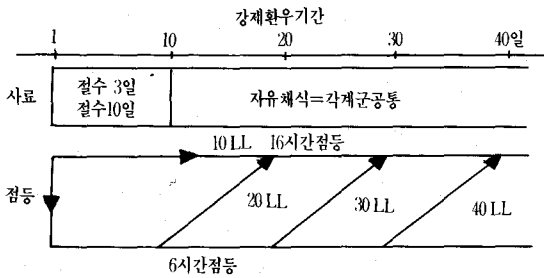 강제환우기간
1 10 20 30 40일
사료
절수 3일
절수10일
자유채식=각계군공통
10 LL 16시간점등
점등
20 LL
30 LL
40 LL
6시간점등